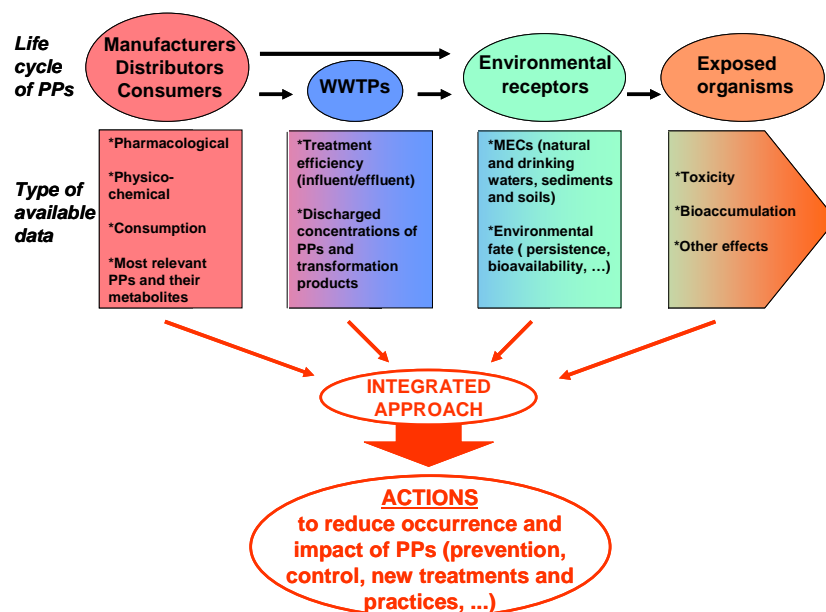 Life
cycle
of PPs
Manufacturers
Distributors
Consumers
WWTPs
Environmental
receptors
Exposed
organisms
Type of
available
data
*Pharmacological
*Physico-
chemical
*Consumption
*Most relevant
PPs and their
metabolites
*Treatment
efficiency
(influent/effluent)
*Discharged
concentrations of
PPs and
transformation
products
*MECs (natural
and drinking
waters, sediments
and soils)
*Environmental
fate ( persistence,
bioavailability, ...)
*Toxicity
*Bioaccumulation
*Other effects
INTEGRATED
APPROACH
ACTIONS
to reduce occurrence and
impact of PPs (prevention,
control, new treatments and
practices, ...)